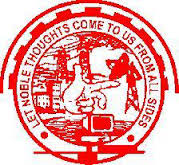 LET NOBLE THOUGHTS COME TO US FROM ALL SIDES